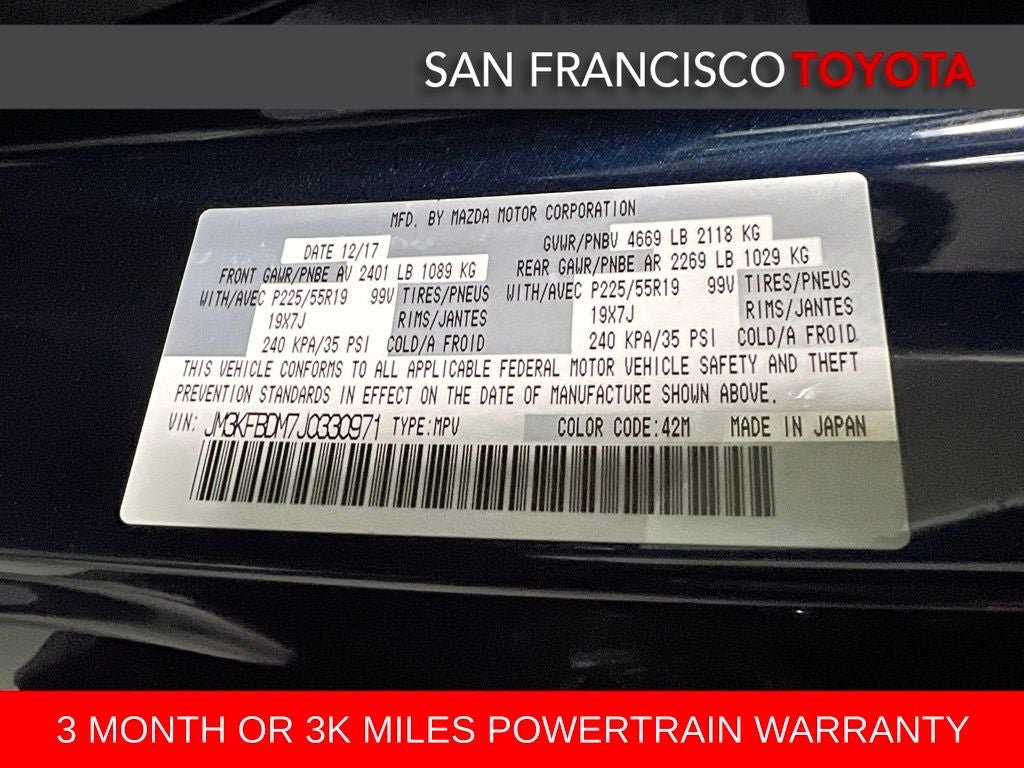 SAN FRANCISCO TOYOTA
MFD. BY MAZDA MOTOR CORPORATION
DATE 12/17 GVWR/PNBV 4669 LB 2118 KG
FRONT GAWR/PNBE AV 2401 LB 1089 KG REAR GAWR/PNBE AR 2269 LB 1029 KG
WITH/AVEC P225/55R19 99V TIRES/PNEUS WITH/AVEC P225/55R19 99V TIRES/PNEUS
19X7J RIMS/JANTES 19X7J RIMS/JANTES
240 KPA/35 PSI COLD/A FROID 240 KPA/35 PSI COLD/A FROID
THIS VEHICLE CONFORMS TO ALL APPLICABLE FEDERAL MOTOR VEHICLE SAFETY AND THEFT
PREVENTION STANDARDS IN EFFECT ON THE DATE OF MANUFACTURE SHOWN ABOVE.
VIN: JM3KFBDM7J0330971 TYPE:MPV COLOR CODE:42M MADE IN JAPAN
3 MONTH OR 3K MILES POWERTRAIN WARRANTY